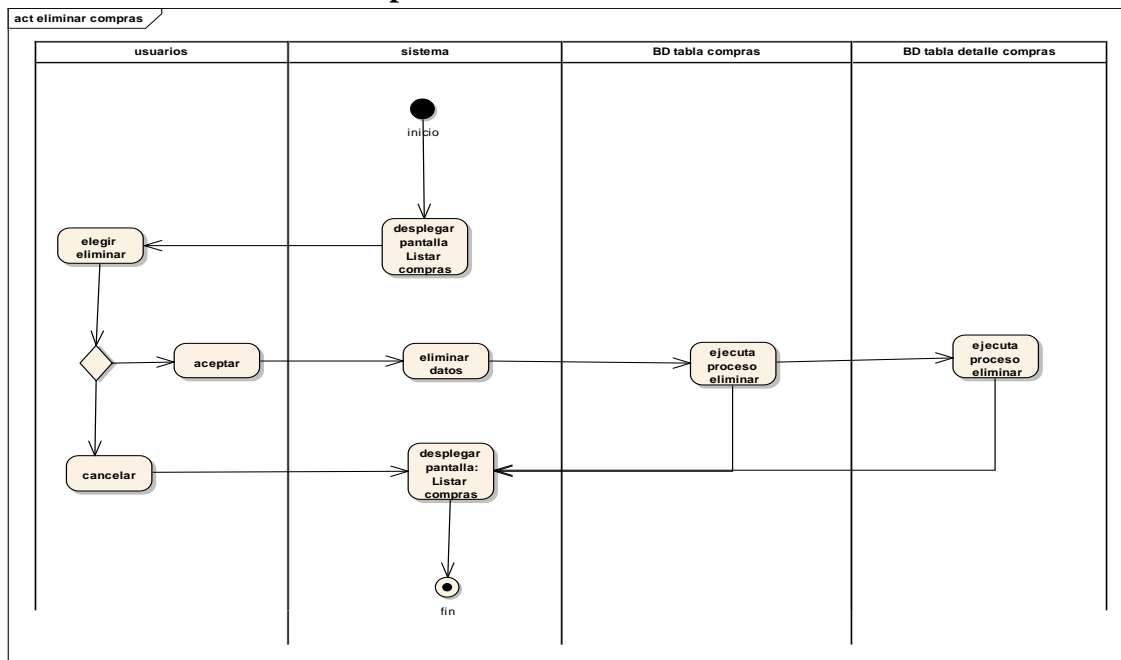 act eliminar compras
usuarios
sistema
BD tabla compras
BD tabla detalle compras
inicio
desplegar
pantalla
Listar
compras
elegir
eliminar
aceptar
eliminar
datos
ejecuta
proceso
eliminar
ejecuta
proceso
eliminar
cancelar
desplegar
pantalla:
Listar
compras
fin